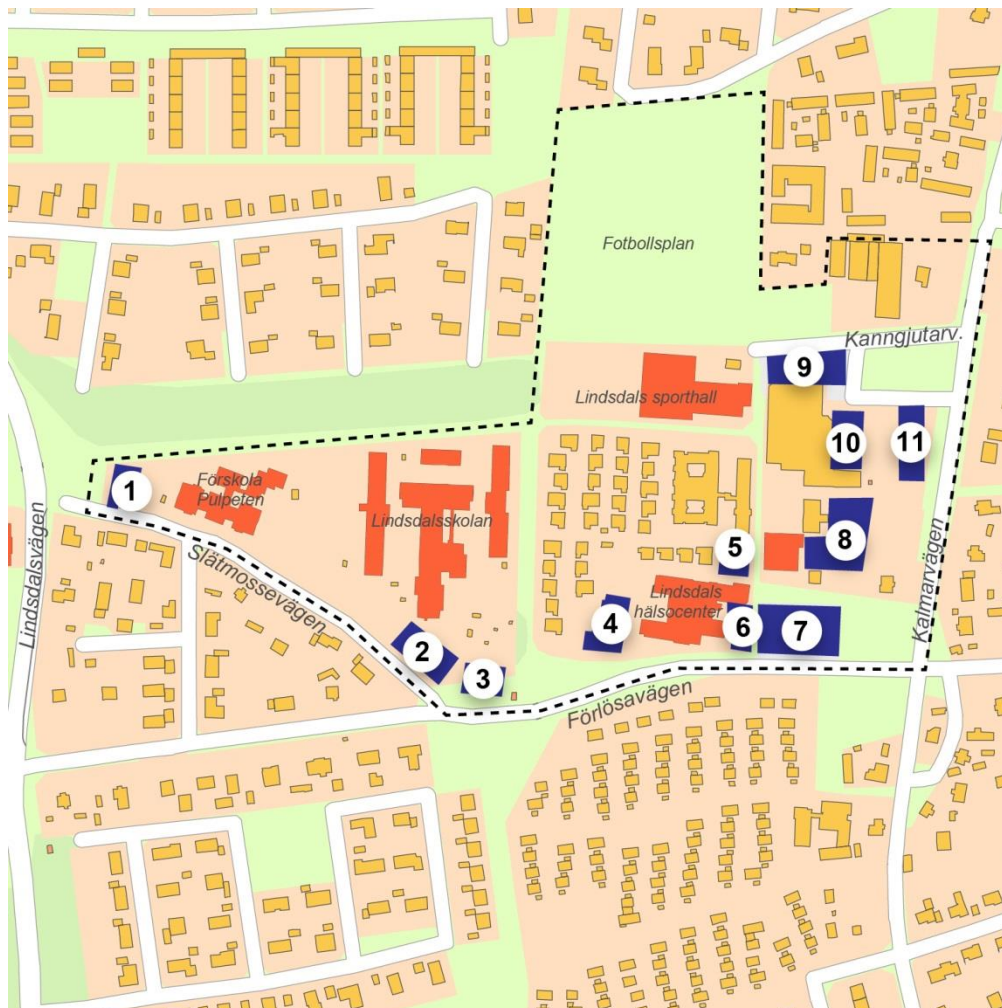 Fotbollsplan
Kanngjutarv.
9
Lindsdals sporthall
10
11
Förskola
Pulpeten
1
Lindsdalsskolan
Lindsdalsvägen
Slätmossevägen
5
8
Lindsdals
hälsocenter
Kalmarvägen
4
6
7
2
3
Förlösavägen